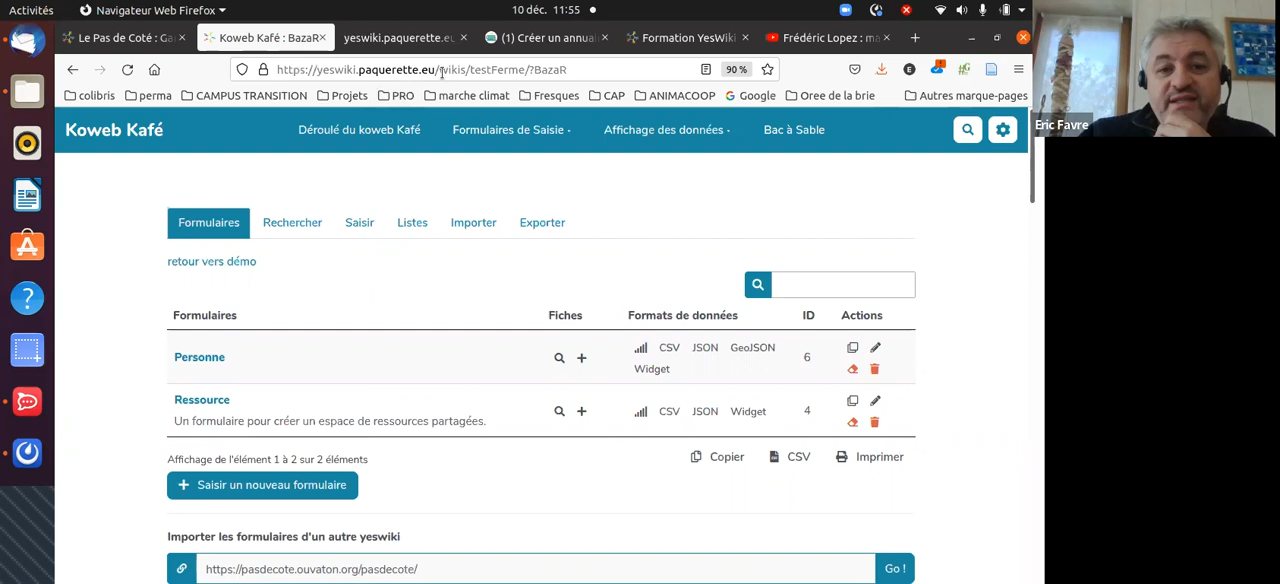 Activités
Navigateur Web Firefox
10 déc. 11:55
Le Pas de Coté : Ga
Koweb Kafé : BazaR
yeswiki.paquerette.eu/
(1) Créer un annuai
Formation YesWiki
Frédéric Lopez : ma
https://yeswiki.paquerette.eu/wikis/testFerme/?BazaR
90 %
colibris
perma
CAMPUS TRANSITION
Projets
PRO
marche climat
Fresques
CAP
ANIMACOOP
Google
Oree de la brie
Autres marque-pages
Eric Favre
Koweb Kafé
Déroulé du koweb Kafé
Formulaires de Saisie
Affichage des données
Bac à Sable
Formulaires
Rechercher
Saisir
Listes
Importer
Exporter
retour vers démo
Formulaires
Fiches
Formats de données
ID
Actions
Personne
CSV
JSON
GeoJSON
Widget
6
Ressource
Un formulaire pour créer un espace de ressources partagées.
CSV
JSON
Widget
4
Affichage de l'élément 1 à 2 sur 2 éléments
Copier
CSV
Imprimer
Saisir un nouveau formulaire
Importer les formulaires d'un autre yeswiki
https://pasdecote.ouvaton.org/pasdecote/
Go !